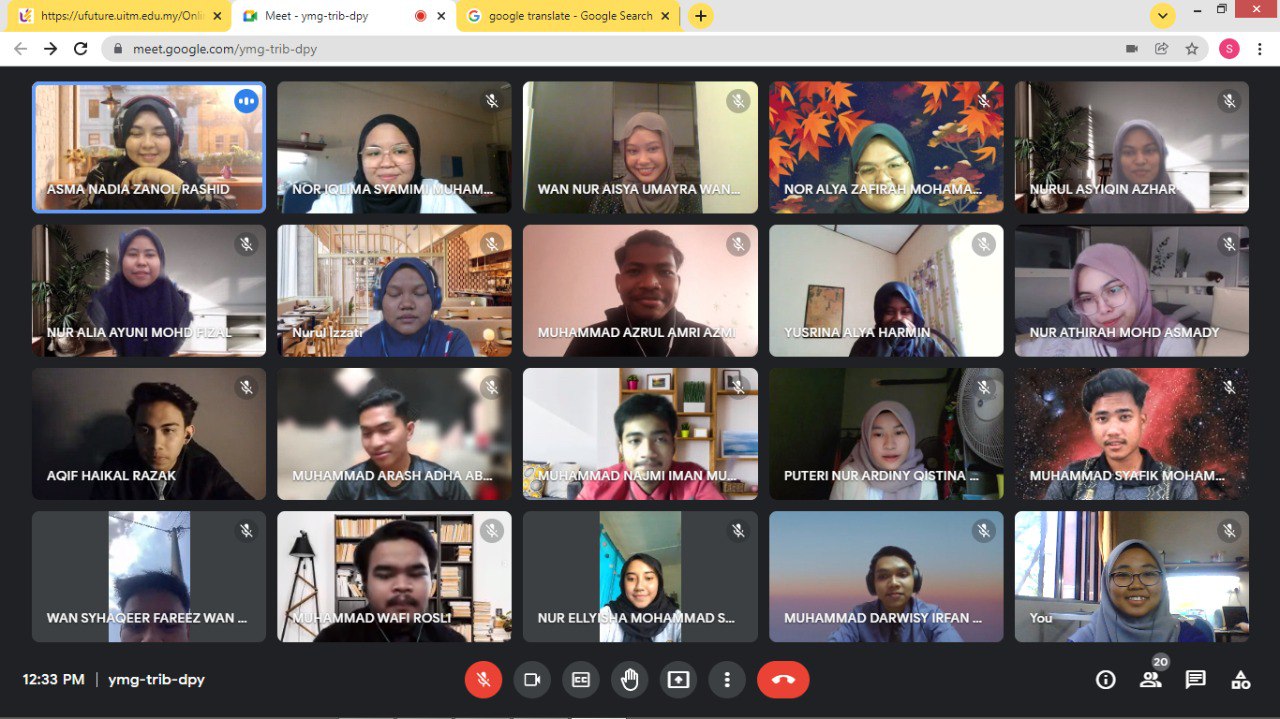 https://ufuture.uitm.edu.my/Onli
Meet - ymg-trib-dpy
google translate - Google Search
meet.google.com/ymg-trib-dpy
S
ASMA NADIA ZANOL RASHID
NOR IQLIMA SYAMIMI MUHAM...
WAN NUR AISYA UMAYRA WAN...
NOR ALYA ZAFIRAH MOHAMA...
NURUL ASYIQIN AZHAR
NUR ALIA AYUNI MOHD FIZAL
Nurul Izzati
MUHAMMAD AZRUL AMRI AZMI
YUSRINA ALYA HARMIN
NUR ATHIRAH MOHD ASMADY
AQIF HAIKAL RAZAK
MUHAMMAD ARASH ADHA AB...
MUHAMMAD NAJMI IMAN MU...
PUTERI NUR ARDINY QISTINA ...
MUHAMMAD SYAFIK MOHAM...
WAN SYHAQEER FAREEZ WAN ...
MUHAMMAD WAFI ROSLI
NUR ELLYISHA MOHAMMAD S...
MUHAMMAD DARWISY IRFAN ...
You
12:33 PM | ymg-trib-dpy
20